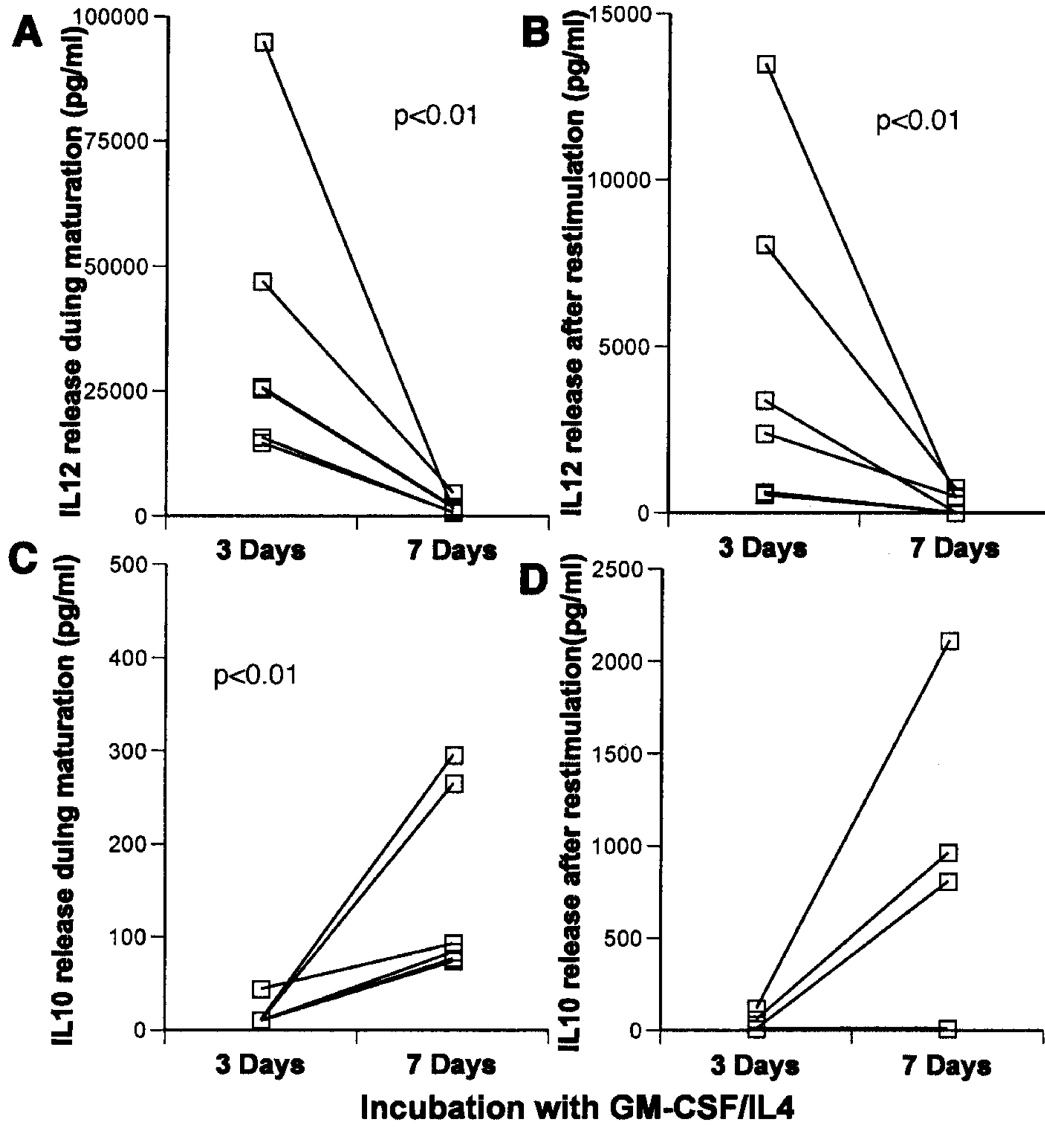 A
IL12 release duing maturation (pg/ml)
100000
75000
50000
25000
0
p<0.01
3 Days
7 Days
B
IL12 release after restimulation (pg/ml)
15000
10000
5000
0
p<0.01
3 Days
7 Days
C
IL10 release duing maturation (pg/ml)
500
400
300
200
100
0
p<0.01
3 Days
7 Days
D
IL10 release after restimulation(pg/ml)
2500
2000
1500
1000
500
0
3 Days
7 Days
Incubation with GM-CSF/IL4